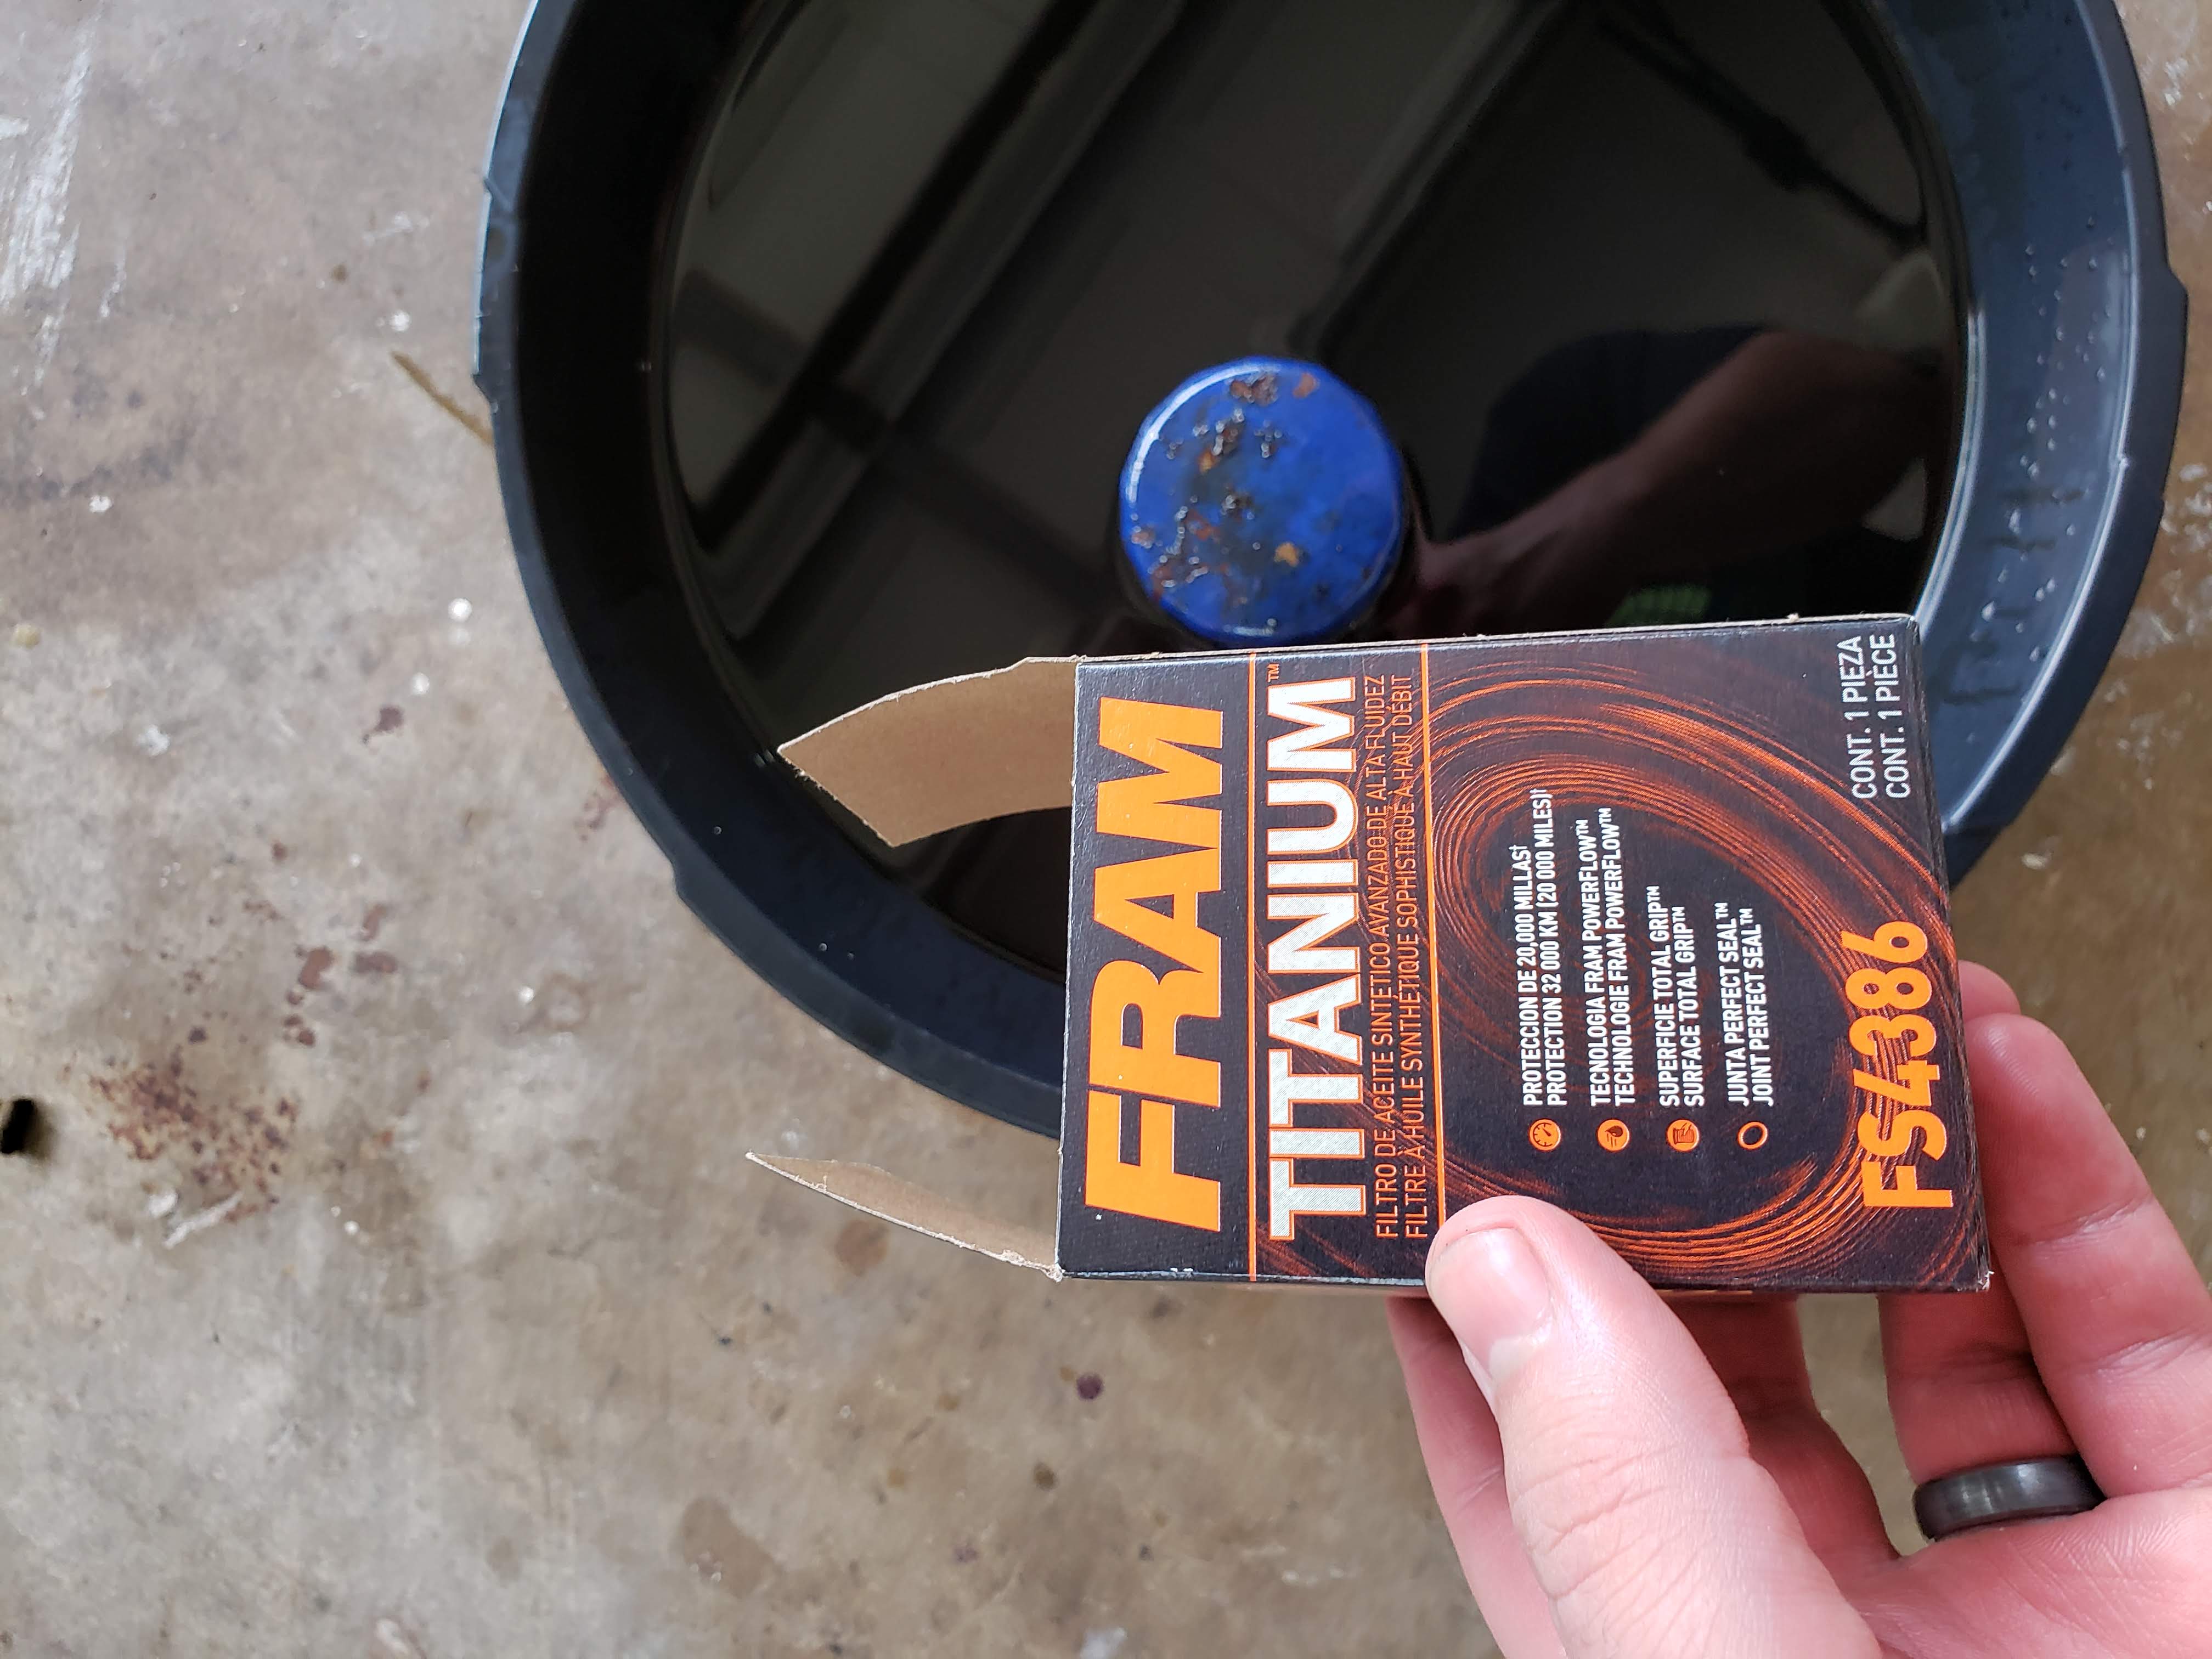 FRAM
TITANIUM™
FILTRO DE ACEITE SINTETICO AVANZADO DE ALTA FLUIDEZ
FILTRE À HUILE SYNTHÉTIQUE SOPHISTIQUÉ À HAUT DÉBIT
PROTECCION DE 20,000 MILLAS†
PROTECTION 32 000 KM (20 000 MILES)†
TECNOLOGIA FRAM POWERFLOW™
TECHNOLOGIE FRAM POWERFLOW™
SUPERFICIE TOTAL GRIP™
SURFACE TOTAL GRIP™
JUNTA PERFECT SEAL™
JOINT PERFECT SEAL™
FS4386
CONT. 1 PIEZA
CONT. 1 PIÈCE